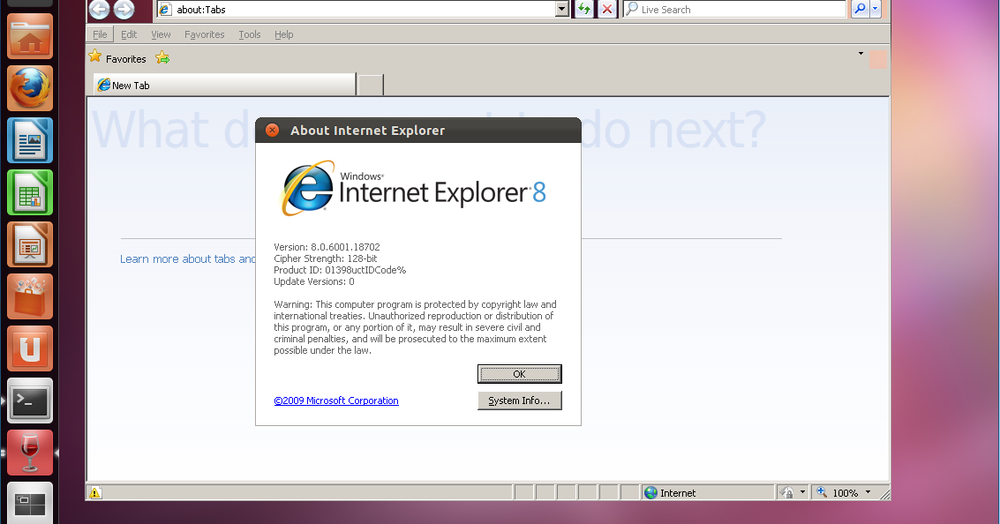 about:Tabs
Live Search
File Edit View Favorites Tools Help
Favorites
New Tab
What d do next?
About Internet Explorer
Windows®
Internet Explorer 8
Version: 8.0.6001.18702
Cipher Strength: 128-bit
Product ID: 01398uctIDCode%
Update Versions: 0
Learn more about tabs and
Warning: This computer program is protected by copyright law and
international treaties. Unauthorized reproduction or distribution of
this program, or any portion of it, may result in severe civil and
criminal penalties, and will be prosecuted to the maximum extent
possible under the law.
OK
©2009 Microsoft Corporation
System Info...
Internet
100%